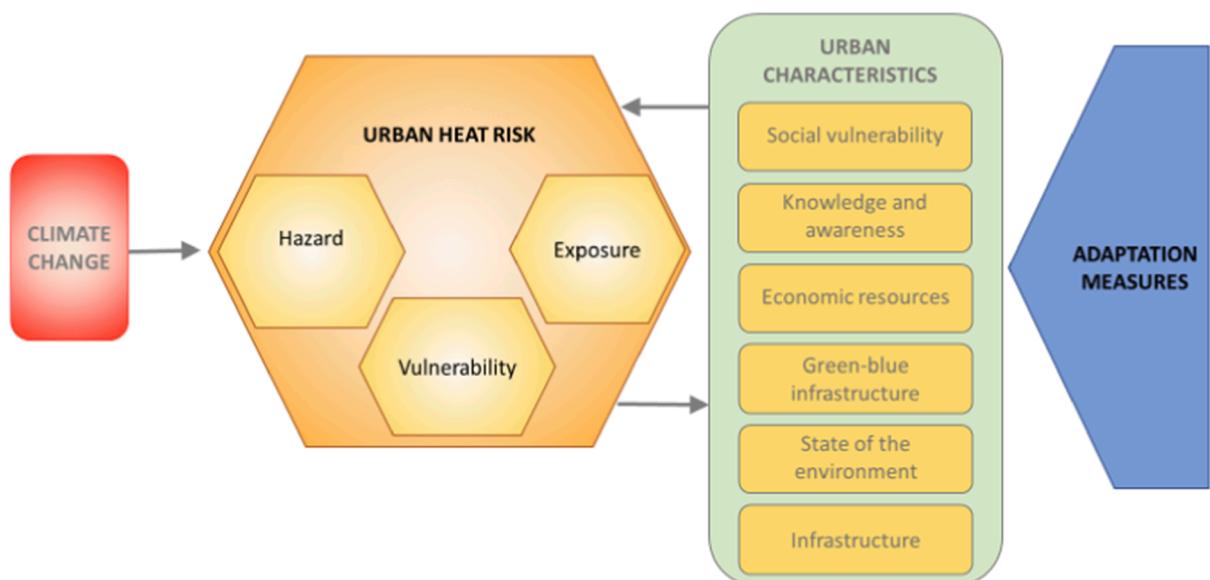 CLIMATE
CHANGE
URBAN HEAT RISK
Hazard
Exposure
Vulnerability
URBAN
CHARACTERISTICS
Social vulnerability
Knowledge and
awareness
Economic resources
Green-blue
infrastructure
State of the
environment
Infrastructure
ADAPTATION
MEASURES